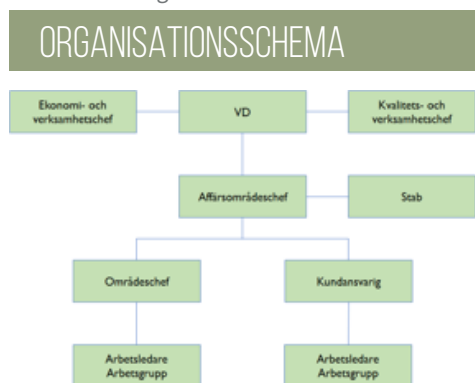 ORGANISATIONSSCHEMA
Ekonomi- och
verksamhetschef
VD
Kvalitets- och
verksamhetschef
Affärsområdeschef
Stab
Områdeschef
Kundansvarig
Arbetsledare
Arbetsgrupp
Arbetsledare
Arbetsgrupp